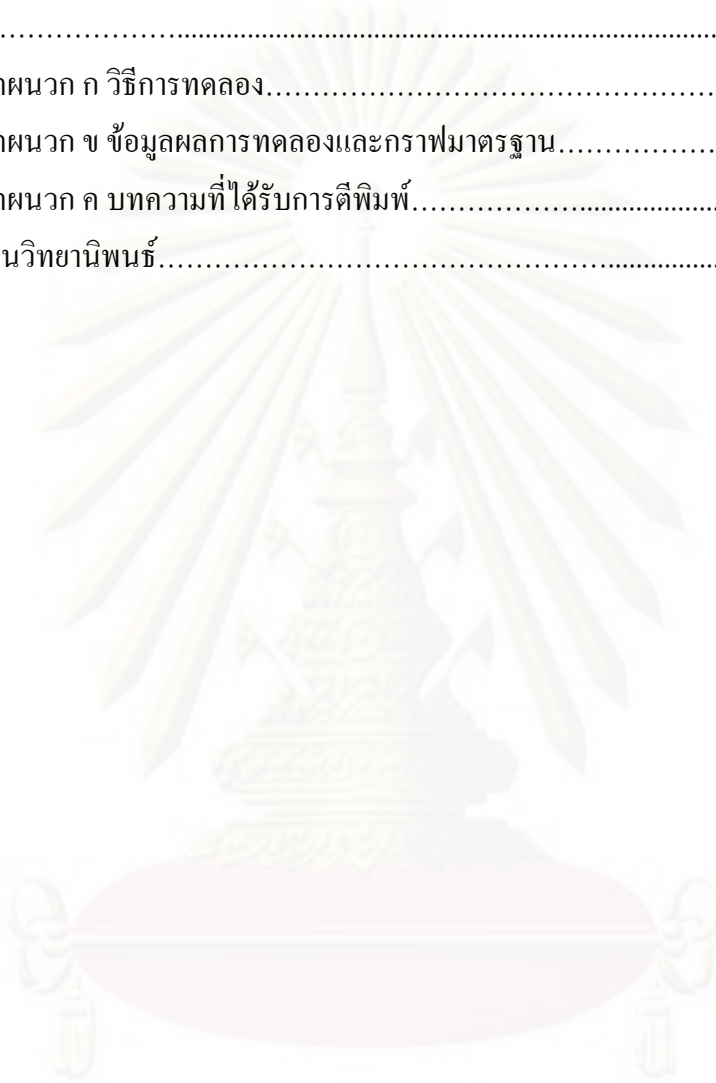 ….………………..........................................................................................
าผนวก ก วิธีการทดลอง…………………………………………
าผนวก ข ข้อมูลผลการทดลองและกราฟมาตรฐาน………………
าผนวก ค บทความที่ได้รับการตีพิมพ์………………......................
นวิทยานิพนธ์…………………………………………....................